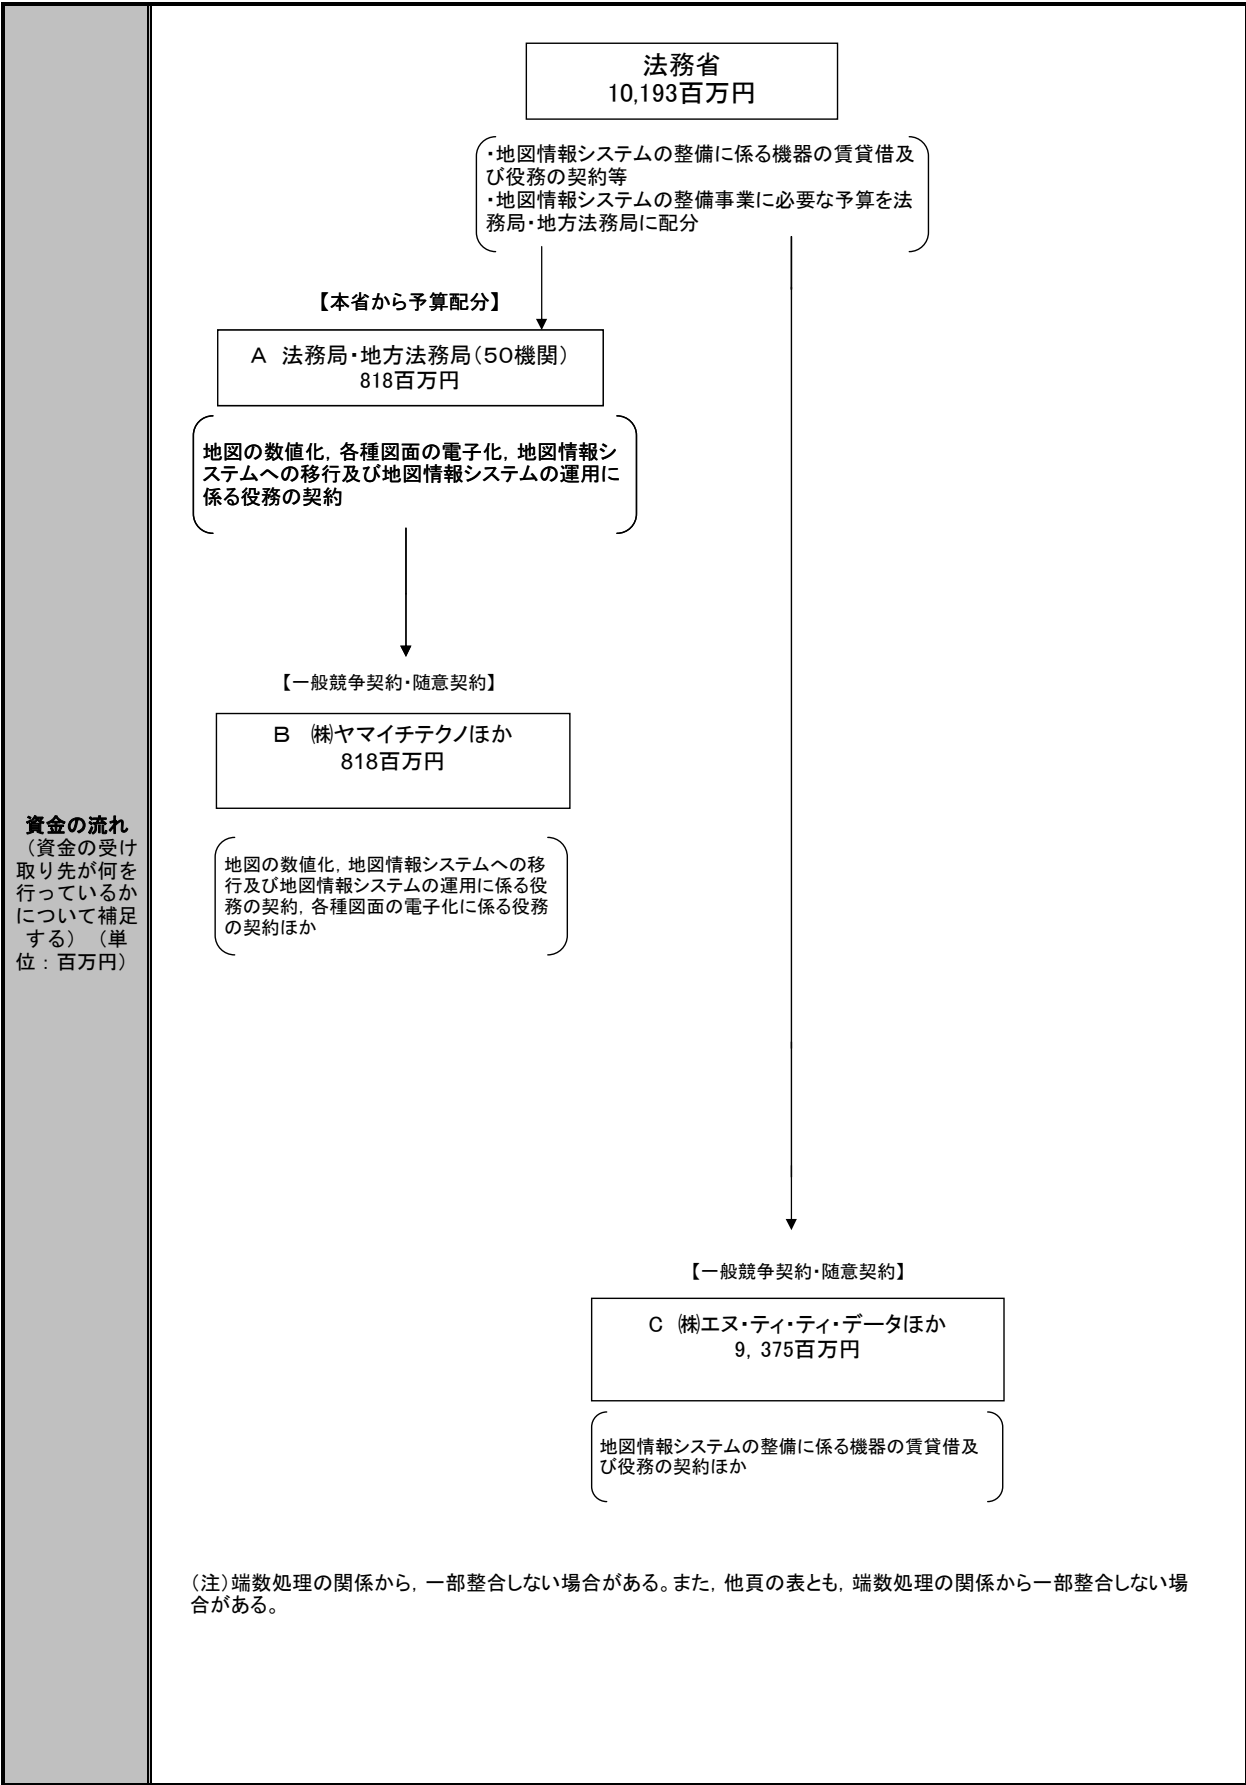 資金の流れ
（資金の受け
取り先が何を
行っているか
について補足
する）（単
位：百万円）
法務省
10,193百万円
・地図情報システムの整備に係る機器の賃貸借及
び役務の契約等
・地図情報システムの整備事業に必要な予算を法
務局・地方法務局に配分
【本省から予算配分】
A 法務局・地方法務局（５０機関）
818百万円
地図の数値化，各種図面の電子化，地図情報シ
ステムへの移行及び地図情報システムの運用に
係る役務の契約
【一般競争契約・随意契約】
B ㈱ヤマイチテクノほか
818百万円
地図の数値化，地図情報システムへの移
行及び地図情報システムの運用に係る役
務の契約，各種図面の電子化に係る役務
の契約ほか
【一般競争契約・随意契約】
C ㈱エヌ・ティ・ティ・データほか
9，375百万円
地図情報システムの整備に係る機器の賃貸借及
び役務の契約ほか
（注）端数処理の関係から，一部整合しない場合がある。また，他頁の表とも，端数処理の関係から一部整合しない場
合がある。